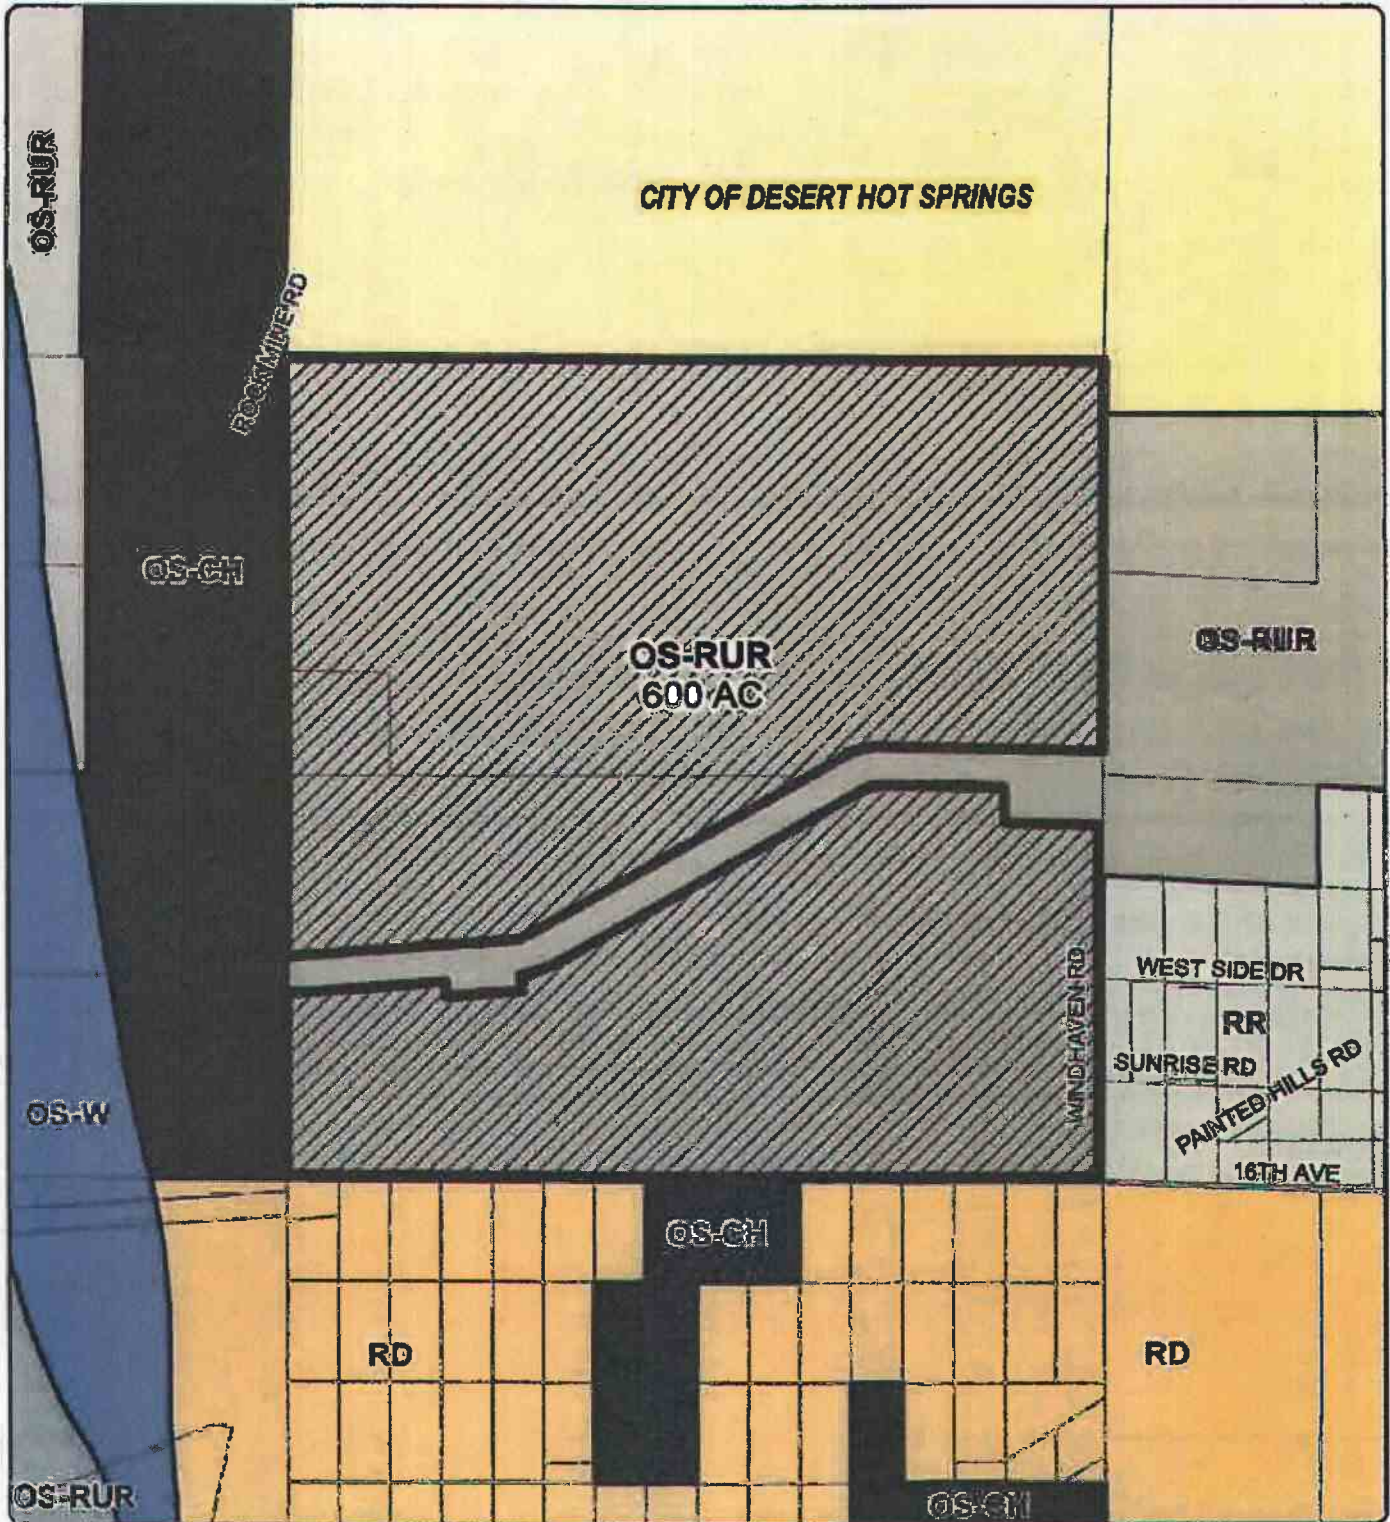 OS-RUR
CITY OF DESERT HOT SPRINGS
ROCK MINE RD
OS-CH
OS-RUR
600 AC
OS-RUR
WINDHAVEN RD
WEST SIDE DR
RR
SUNRISE RD
PAINTED HILLS RD
16TH AVE
OS-W
OS-CH
RD
RD
OS-RUR
OS-CH